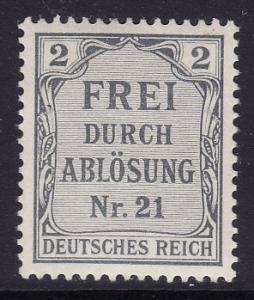 2 2
FREI
DURCH
ABLÖSUNG
Nr. 21
DEUTSCHES REICH